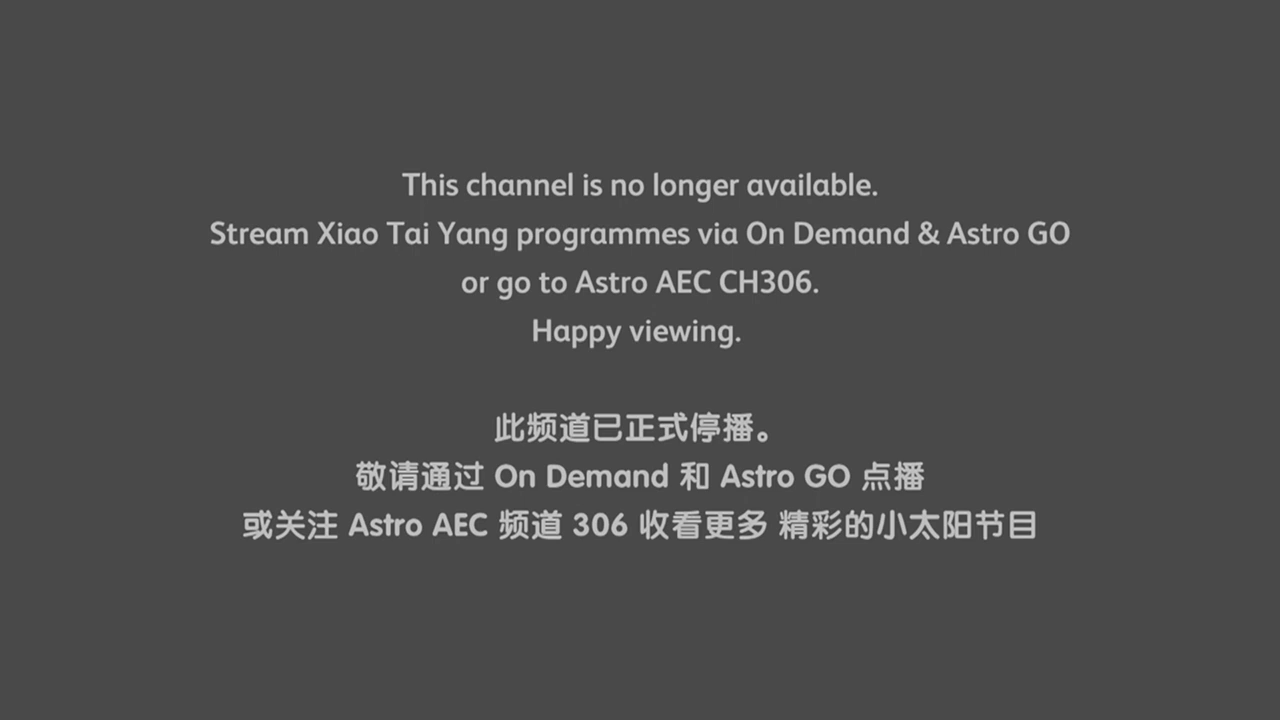 This channel is no longer available.
Stream Xiao Tai Yang programmes via On Demand & Astro GO
or go to Astro AEC CH306.
Happy viewing.
此频道已正式停播。
敬请通过 On Demand 和 Astro GO 点播
或关注 Astro AEC 频道 306 收看更多 精彩的小太阳节目